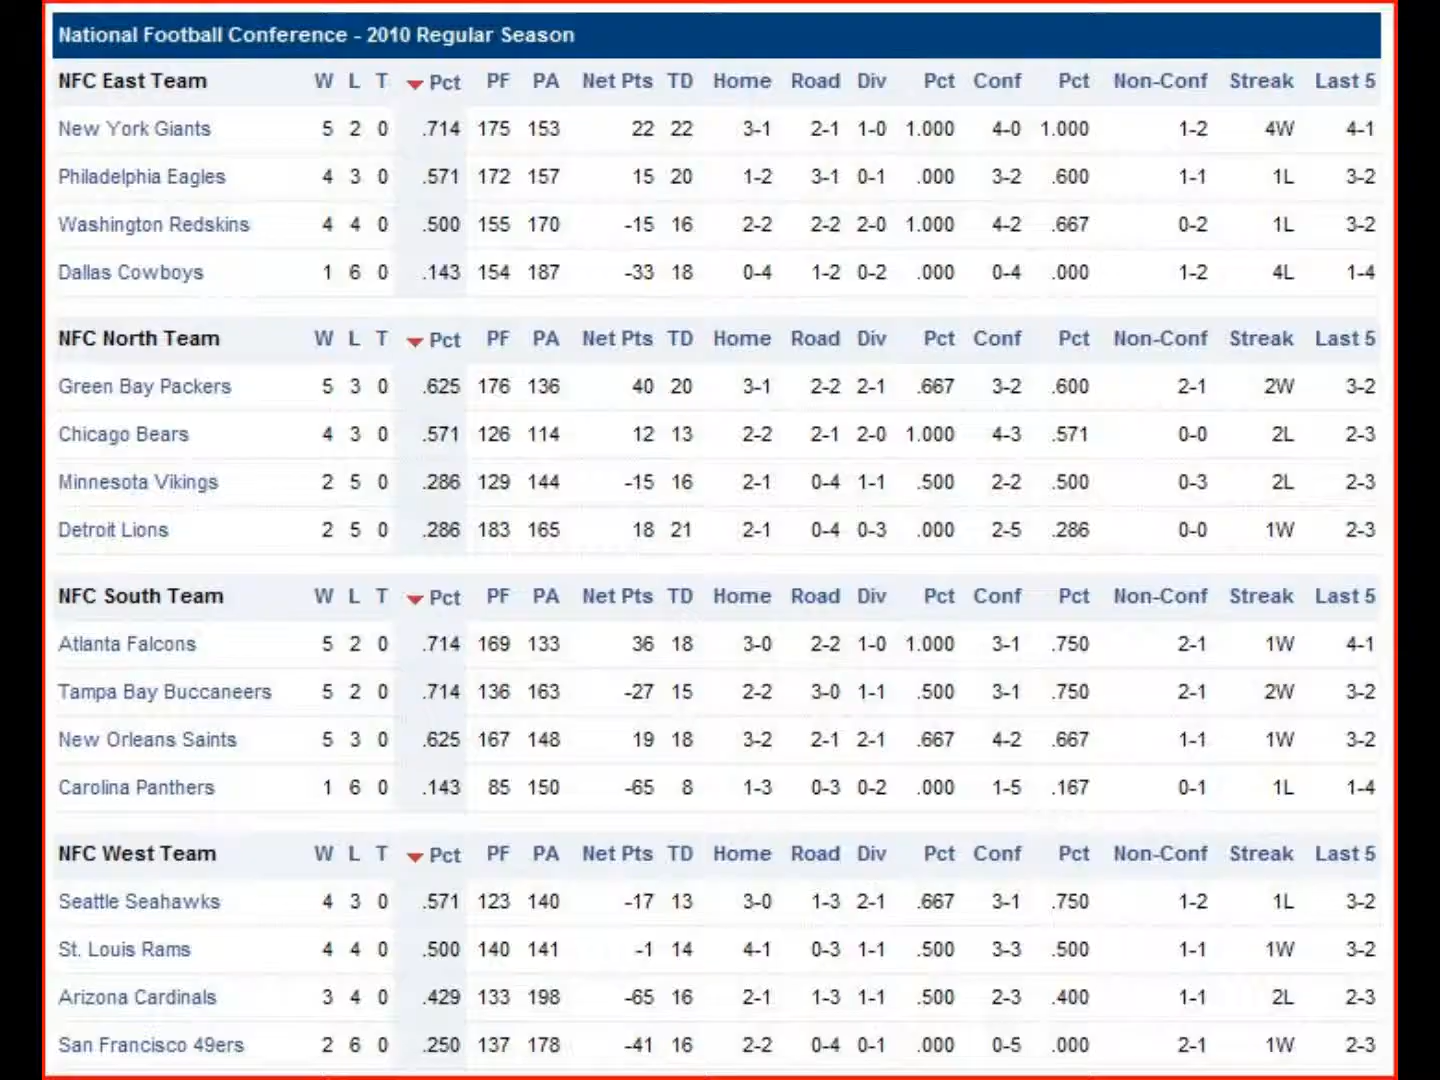 National Football Conference - 2010 Regular Season
NFC East Team W L T Pct PF PA Net Pts TD Home Road Div Pct Conf Pct Non-Conf Streak Last 5
New York Giants 5 2 0 .714 175 153 22 22 3-1 2-1 1-0 1.000 4-0 1.000 1-2 4W 4-1
Philadelphia Eagles 4 3 0 .571 172 157 15 20 1-2 3-1 0-1 .000 3-2 .600 1-1 1L 3-2
Washington Redskins 4 4 0 .500 155 170 -15 16 2-2 2-2 2-0 1.000 4-2 .667 0-2 1L 3-2
Dallas Cowboys 1 6 0 .143 154 187 -33 18 0-4 1-2 0-2 .000 0-4 .000 1-2 4L 1-4
NFC North Team W L T Pct PF PA Net Pts TD Home Road Div Pct Conf Pct Non-Conf Streak Last 5
Green Bay Packers 5 3 0 .625 176 136 40 20 3-1 2-2 2-1 .667 3-2 .600 2-1 2W 3-2
Chicago Bears 4 3 0 .571 126 114 12 13 2-2 2-1 2-0 1.000 4-3 .571 0-0 2L 2-3
Minnesota Vikings 2 5 0 .286 129 144 -15 16 2-1 0-4 1-1 .500 2-2 .500 0-3 2L 2-3
Detroit Lions 2 5 0 .286 183 165 18 21 2-1 0-4 0-3 .000 2-5 .286 0-0 1W 2-3
NFC South Team W L T Pct PF PA Net Pts TD Home Road Div Pct Conf Pct Non-Conf Streak Last 5
Atlanta Falcons 5 2 0 .714 169 133 36 18 3-0 2-2 1-0 1.000 3-1 .750 2-1 1W 4-1
Tampa Bay Buccaneers 5 2 0 .714 136 163 -27 15 2-2 3-0 1-1 .500 3-1 .750 2-1 2W 3-2
New Orleans Saints 5 3 0 .625 167 148 19 18 3-2 2-1 2-1 .667 4-2 .667 1-1 1W 3-2
Carolina Panthers 1 6 0 .143 85 150 -65 8 1-3 0-3 0-2 .000 1-5 .167 0-1 1L 1-4
NFC West Team W L T Pct PF PA Net Pts TD Home Road Div Pct Conf Pct Non-Conf Streak Last 5
Seattle Seahawks 4 3 0 .571 123 140 -17 13 3-0 1-3 2-1 .667 3-1 .750 1-2 1L 3-2
St. Louis Rams 4 4 0 .500 140 141 -1 14 4-1 0-3 1-1 .500 3-3 .500 1-1 1W 3-2
Arizona Cardinals 3 4 0 .429 133 198 -65 16 2-1 1-3 1-1 .500 2-3 .400 1-1 2L 2-3
San Francisco 49ers 2 6 0 .250 137 178 -41 16 2-2 0-4 0-1 .000 0-5 .000 2-1 1W 2-3